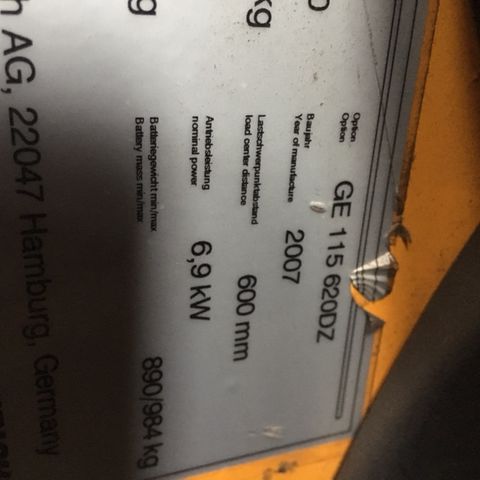 Option
Option GE 115 620DZ
Baujahr
Year of manufacture 2007
Lastschwerpunktabstand
load center distance 600 mm
kg
Antriebsleistung
nominal power 6,9 kW
Batteriegewicht min/max
Battery mass min/max 890/984 kg
g
AG, 22047 Hamburg, Germany